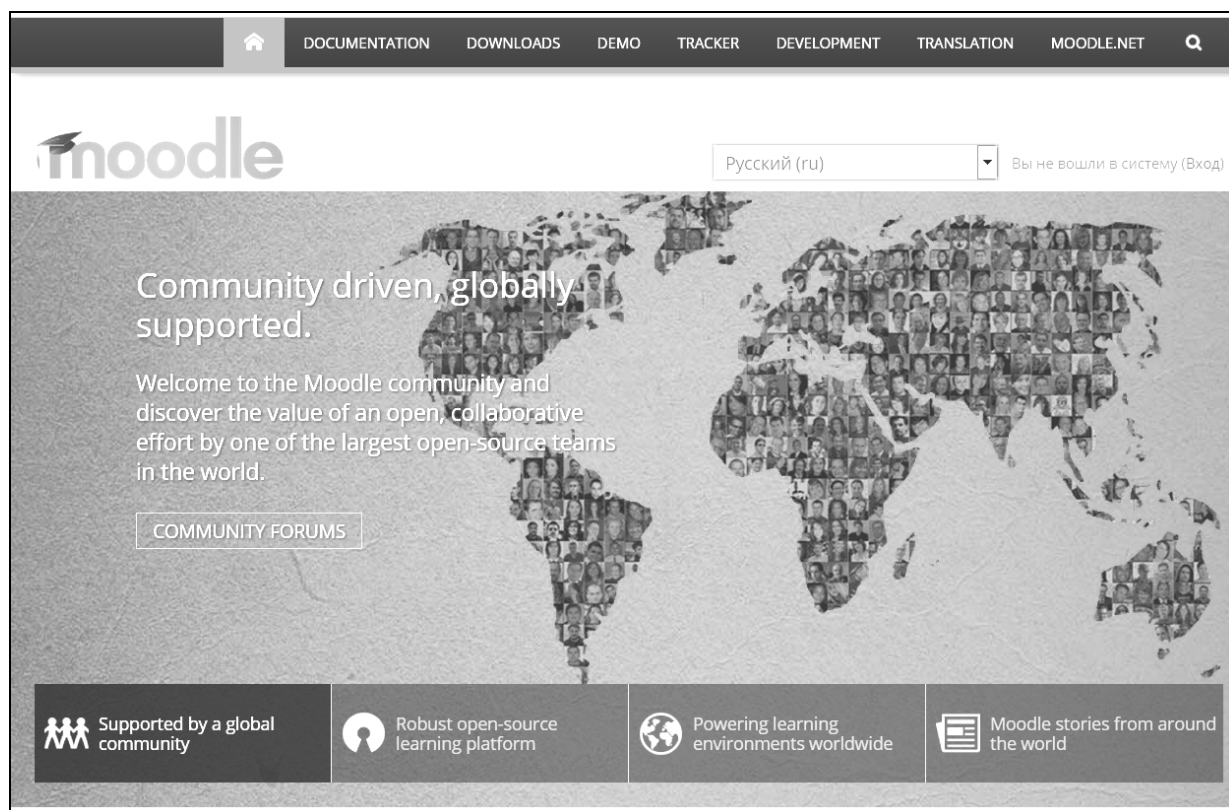 DOCUMENTATION DOWNLOADS DEMO TRACKER DEVELOPMENT TRANSLATION MOODLE.NET
moodle
Русский (ru)
Вы не вошли в систему (Вход)
Community driven, globally
supported.
Welcome to the Moodle community and
discover the value of an open, collaborative
effort by one of the largest open-source teams
in the world.
COMMUNITY FORUMS
Supported by a global
community
Robust open-source
learning platform
Powering learning
environments worldwide
Moodle stories from around
the world